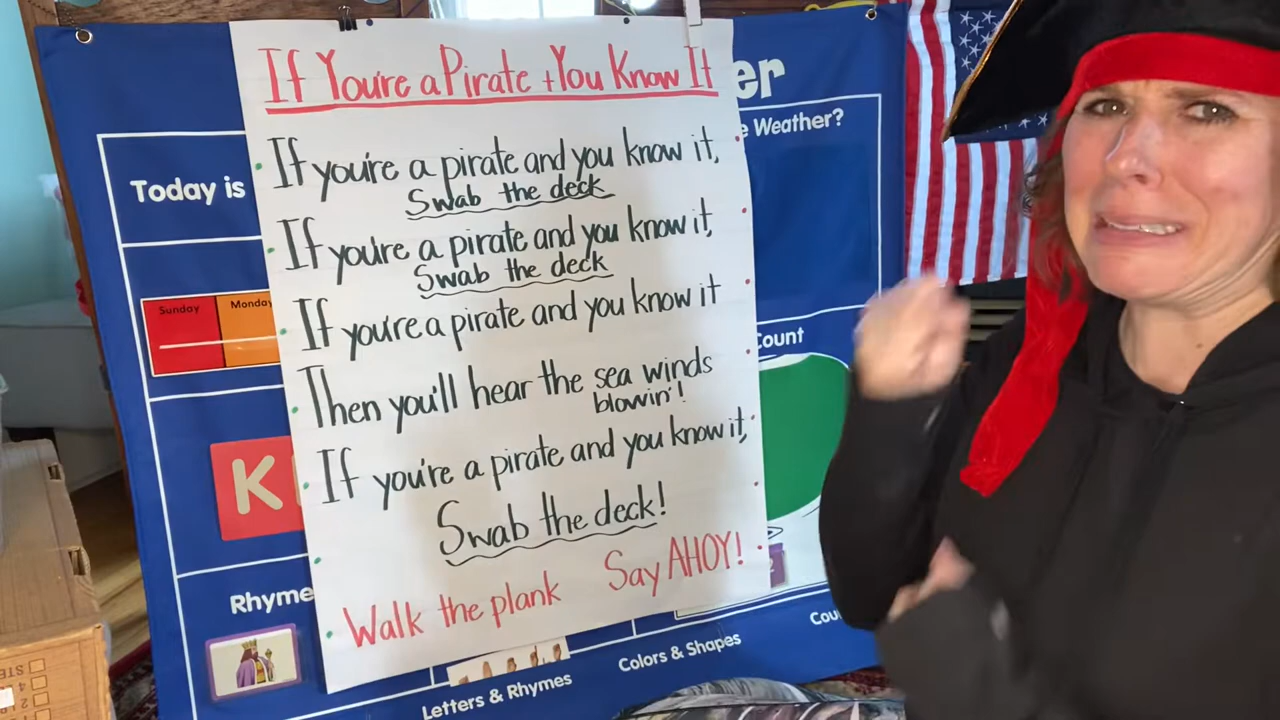 If You're a Pirate + You Know It
If you're a pirate and you know it,
Swab the deck
If you're a pirate and you know it,
Swab the deck
If you're a pirate and you know it
Then you'll hear the sea winds
blowin'!
If you're a pirate and you know it,
Swab the deck!
Walk the plank Say AHOY!
er
Weather?
Today is
Sunday
Monday
Count
K
Rhyme
Colors & Shapes
Letters & Rhymes
Cou